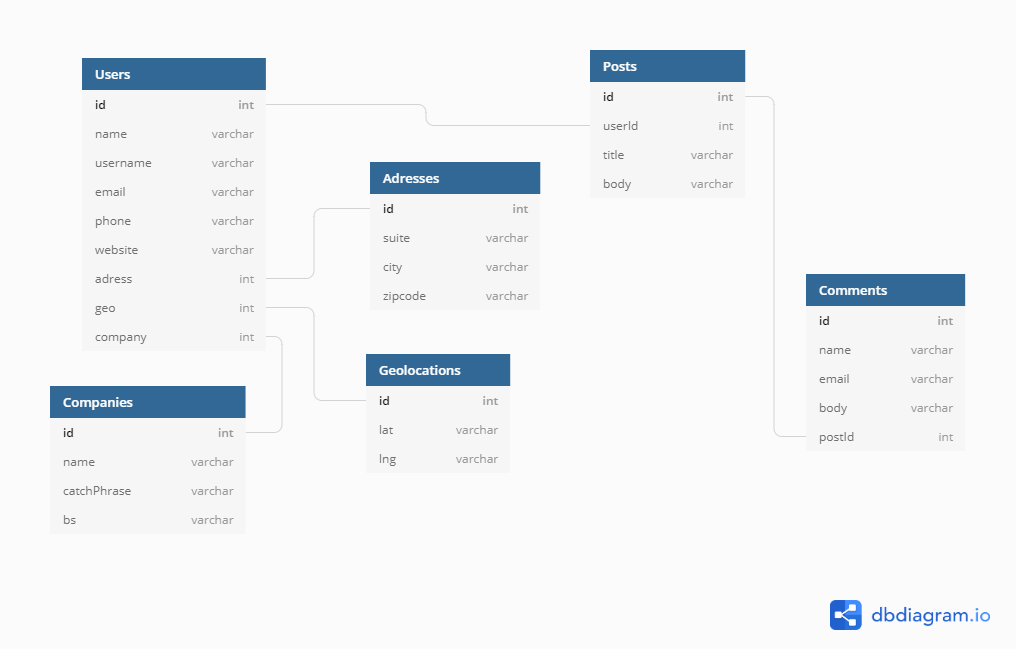 Users
id int
name varchar
username varchar
email varchar
phone varchar
website varchar
adress int
geo int
company int
Posts
id int
userId int
title varchar
body varchar
Adresses
id int
suite varchar
city varchar
zipcode varchar
Comments
id int
name varchar
email varchar
body varchar
postId int
Geolocations
id int
lat varchar
lng varchar
Companies
id int
name varchar
catchPhrase varchar
bs varchar
dbdiagram.io